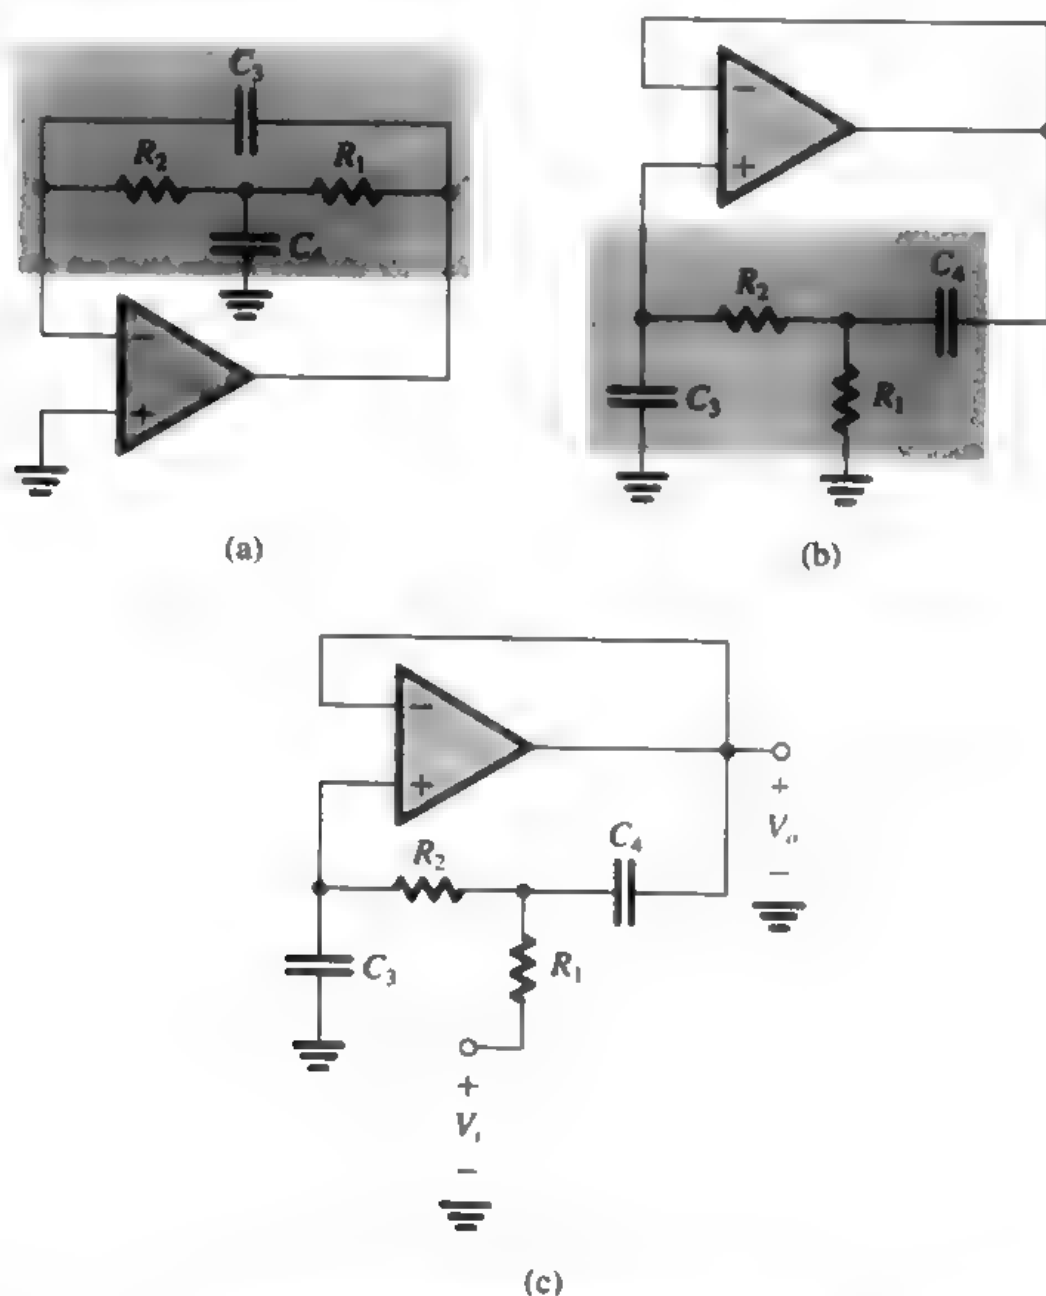 C₃
R₂
R₁
C₄
−
+
(a)
−
+
R₂
C₄
C₃
R₁
(b)
−
+
R₂
C₄
C₃
R₁
+
Vₒ
−
+
Vᵢ
−
(c)